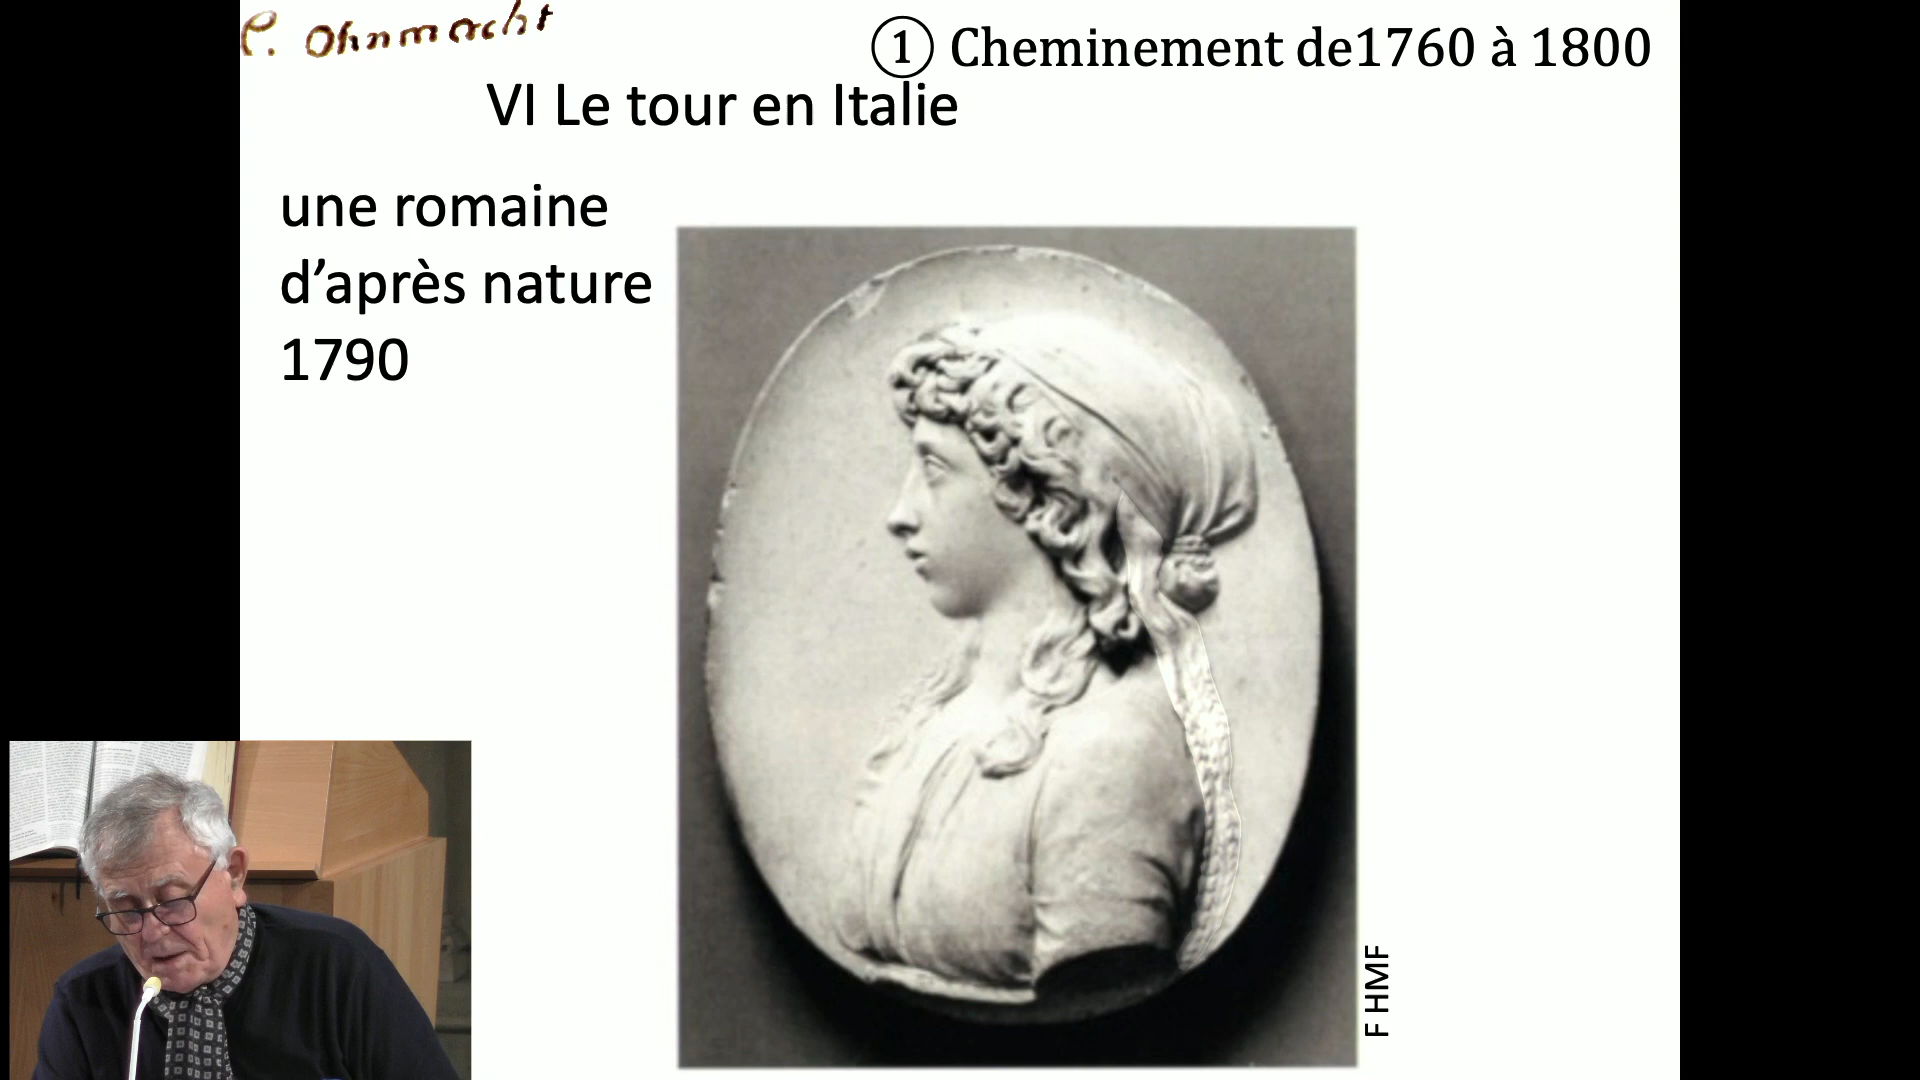 L. Ohnmacht
① Cheminement de1760 à 1800
VI Le tour en Italie
une romaine
d’après nature
1790
F HMF